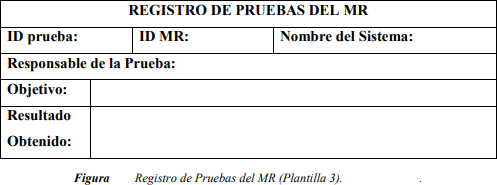 REGISTRO DE PRUEBAS DEL MR
ID prueba: ID MR: Nombre del Sistema:
Responsable de la Prueba:
Objetivo:
Resultado
Obtenido:
Figura Registro de Pruebas del MR (Plantilla 3). .